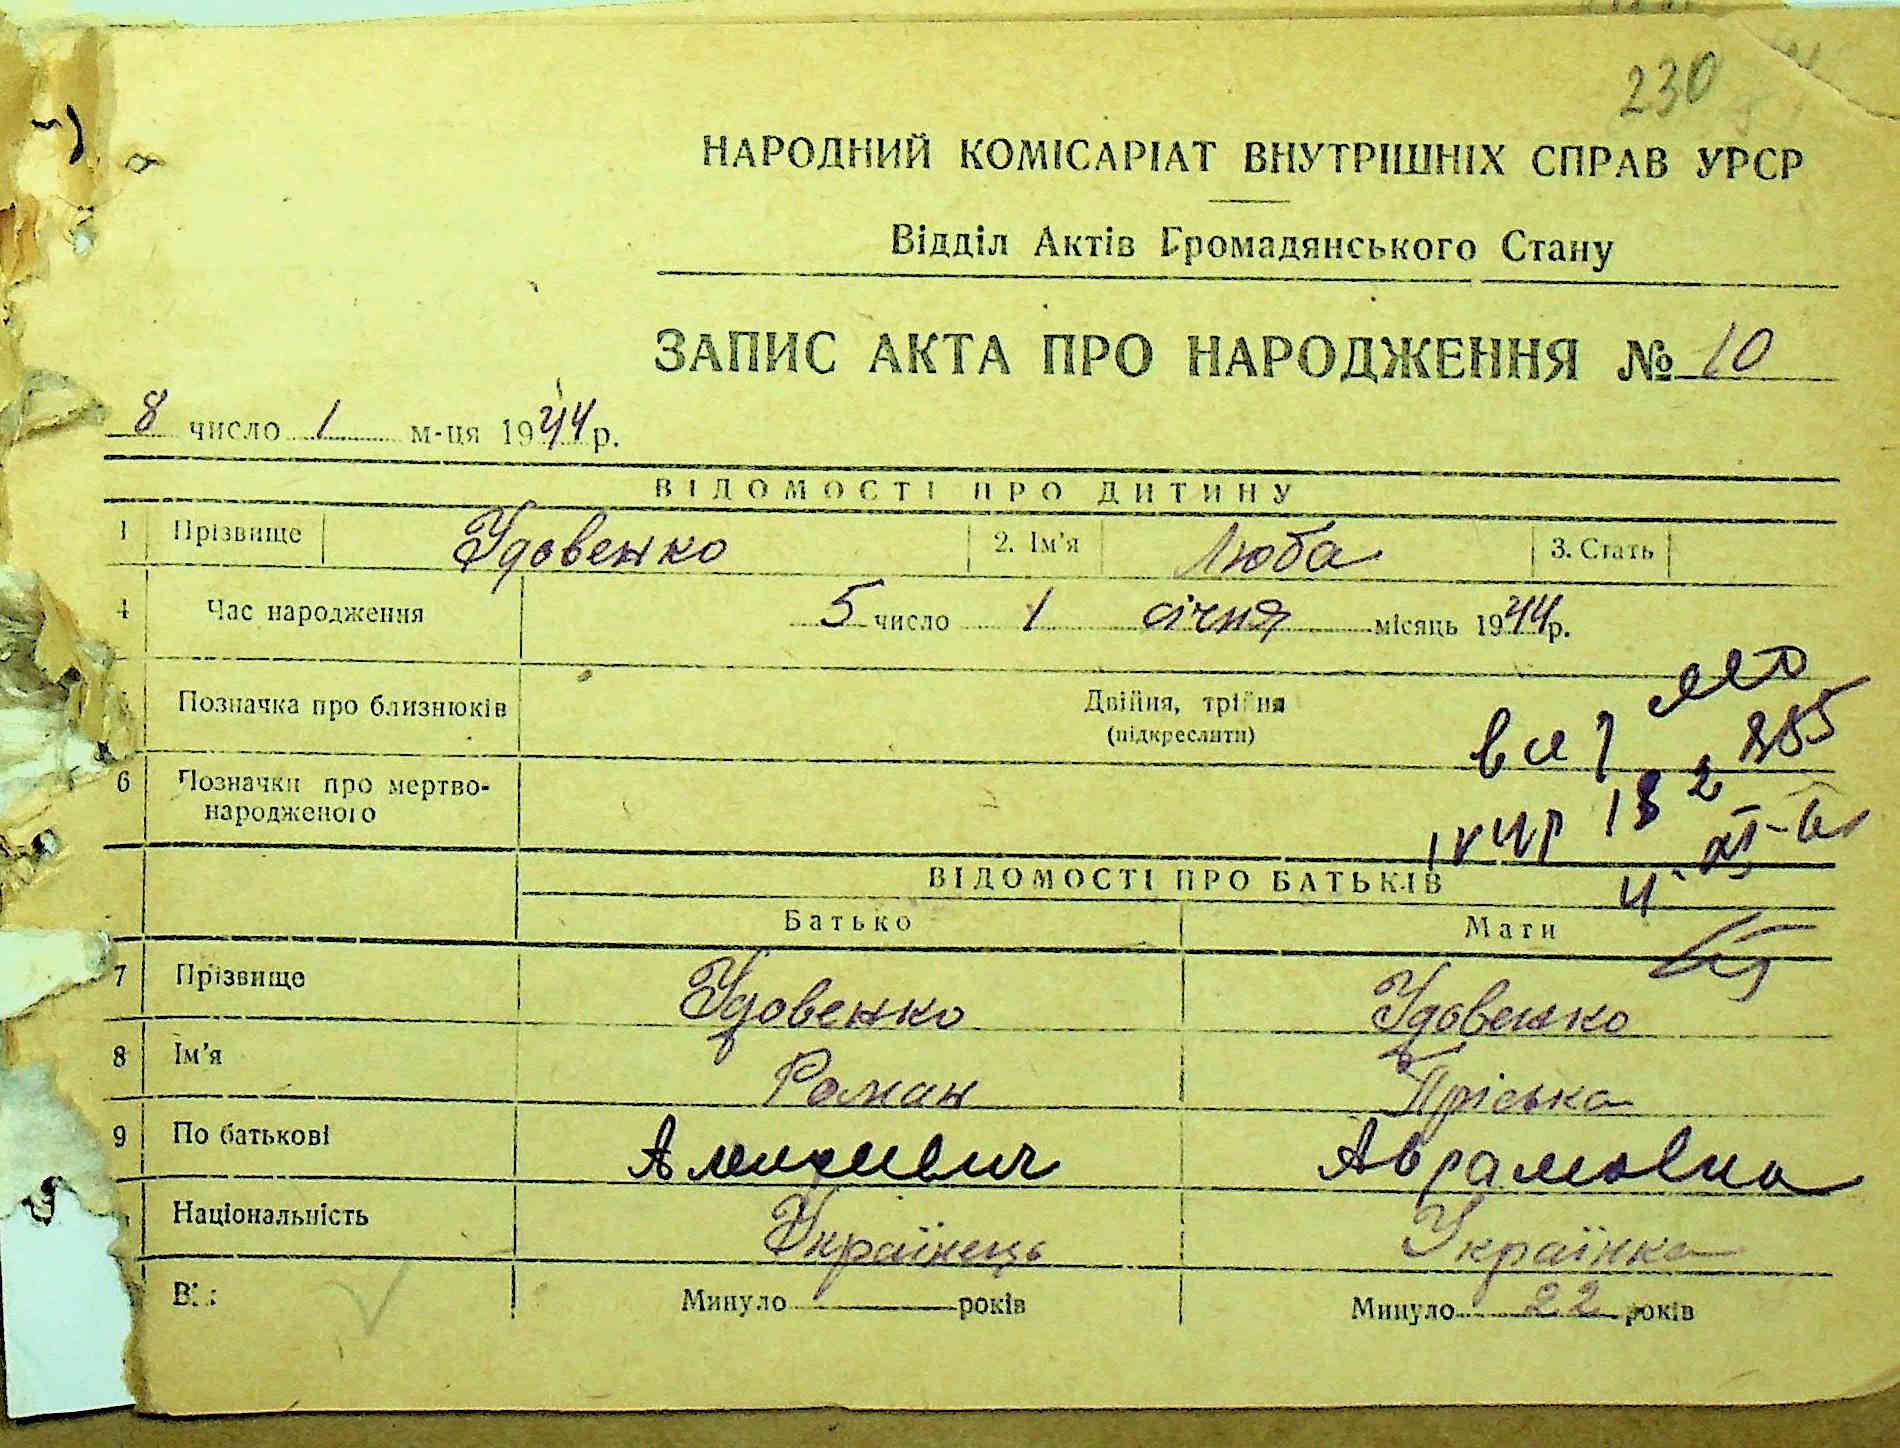 230
НАРОДНИЙ КОМІСАРІАТ ВНУТРІШНІХ СПРАВ УРСР
Відділ Актів Громадянського Стану
ЗАПИС АКТА ПРО НАРОДЖЕННЯ № 10
8 число 1 м-ця 1944 р.
ВІДОМОСТІ ПРО ДИТИНУ
1 Прізвище Удовенко 2. Ім'я Люба 3. Стать
4 Час народження 5 число 1 січня місяць 1944 р.
Позначка про близнюків Двійня, трійня
(підкреслити)
6 Позначки про мертво-
народженого
ВІДОМОСТІ ПРО БАТЬКІВ
Батько Мати
7 Прізвище Удовенко Удовенко
8 Ім'я Роман Пріська
9 По батькові Аврамовна
Національність Українець Українка
Вік Минуло — років Минуло 22 років